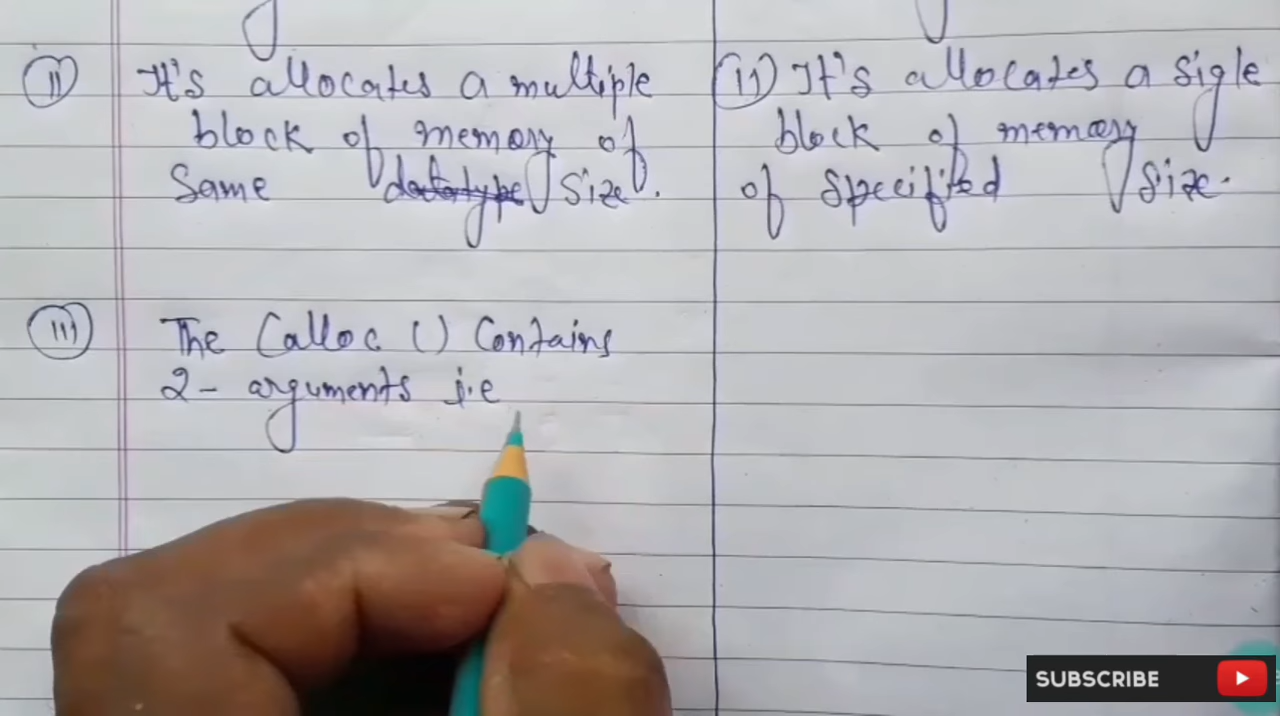 II It's allocates a multiple
block of memory of
Same size.
II) It's allocates a sigle
block of memory
of specified size.
III The Calloc () Contains
2- arguments i.e
SUBSCRIBE